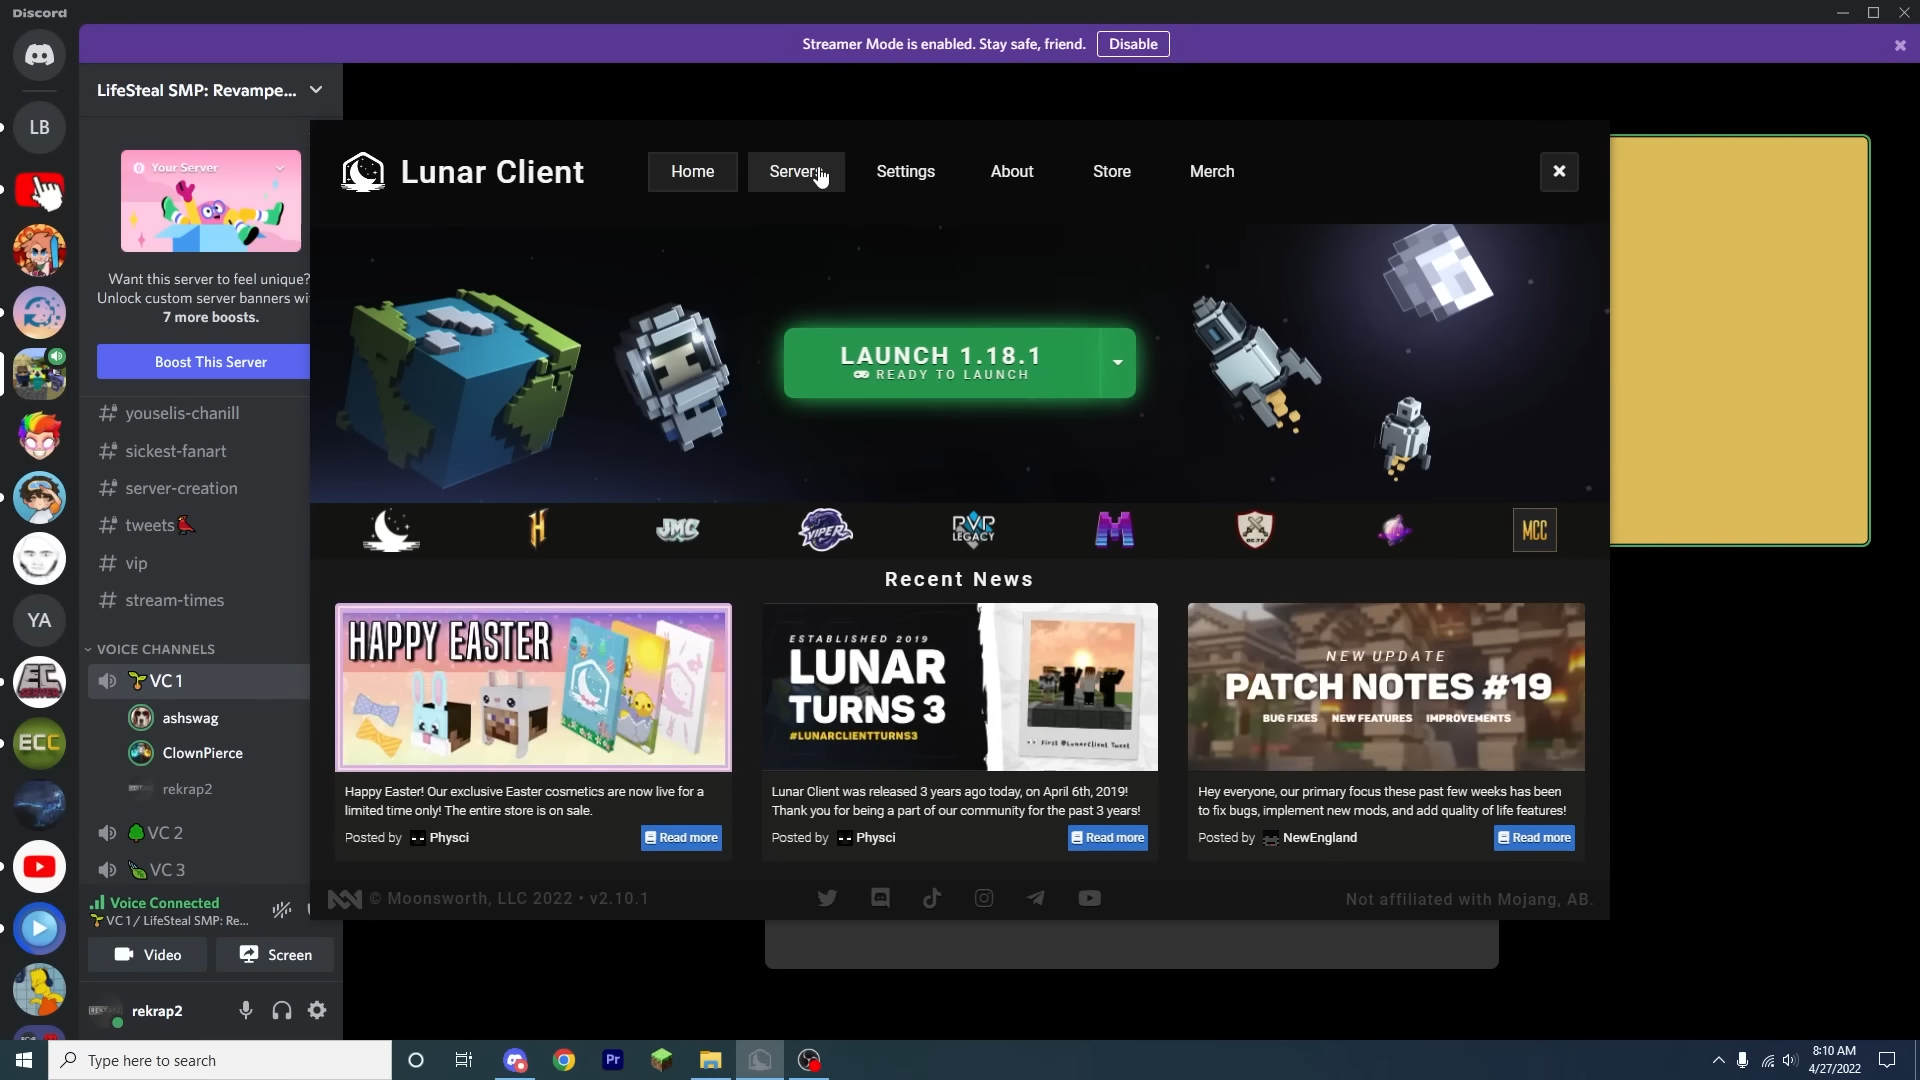 Discord
Streamer Mode is enabled. Stay safe, friend.
Disable
LifeSteal SMP: Revampe...
LB
Your Server
Want this server to feel unique?
Unlock custom server banners wi
7 more boosts.
Boost This Server
youselis-chanill
sickest-fanart
server-creation
tweets
vip
stream-times
VOICE CHANNELS
VC 1
ashswag
ClownPierce
rekrap2
VC 2
VC 3
Voice Connected
VC 1 / LifeSteal SMP: Re...
Video
Screen
rekrap2
YA
EC
SERVER
ECC
Lunar Client
Home
Server
Settings
About
Store
Merch
LAUNCH 1.18.1
READY TO LAUNCH
H
JMC
VIPER
PVP
LEGACY
M
MCC
Recent News
HAPPY EASTER
Happy Easter! Our exclusive Easter cosmetics are now live for a
limited time only! The entire store is on sale.
Posted by Physci
Read more
ESTABLISHED 2019
LUNAR
TURNS 3
#LUNARCLIENTTURNS3
First @LunarClient Tweet
Lunar Client was released 3 years ago today, on April 6th, 2019!
Thank you for being a part of our community for the past 3 years!
Posted by Physci
Read more
NEW UPDATE
PATCH NOTES #19
BUG FIXES NEW FEATURES IMPROVEMENTS
Hey everyone, our primary focus these past few weeks has been
to fix bugs, implement new mods, and add quality of life features!
Posted by NewEngland
Read more
© Moonsworth, LLC 2022 • v2.10.1
Not affiliated with Mojang, AB.
Type here to search
Pr
8:10 AM
4/27/2022